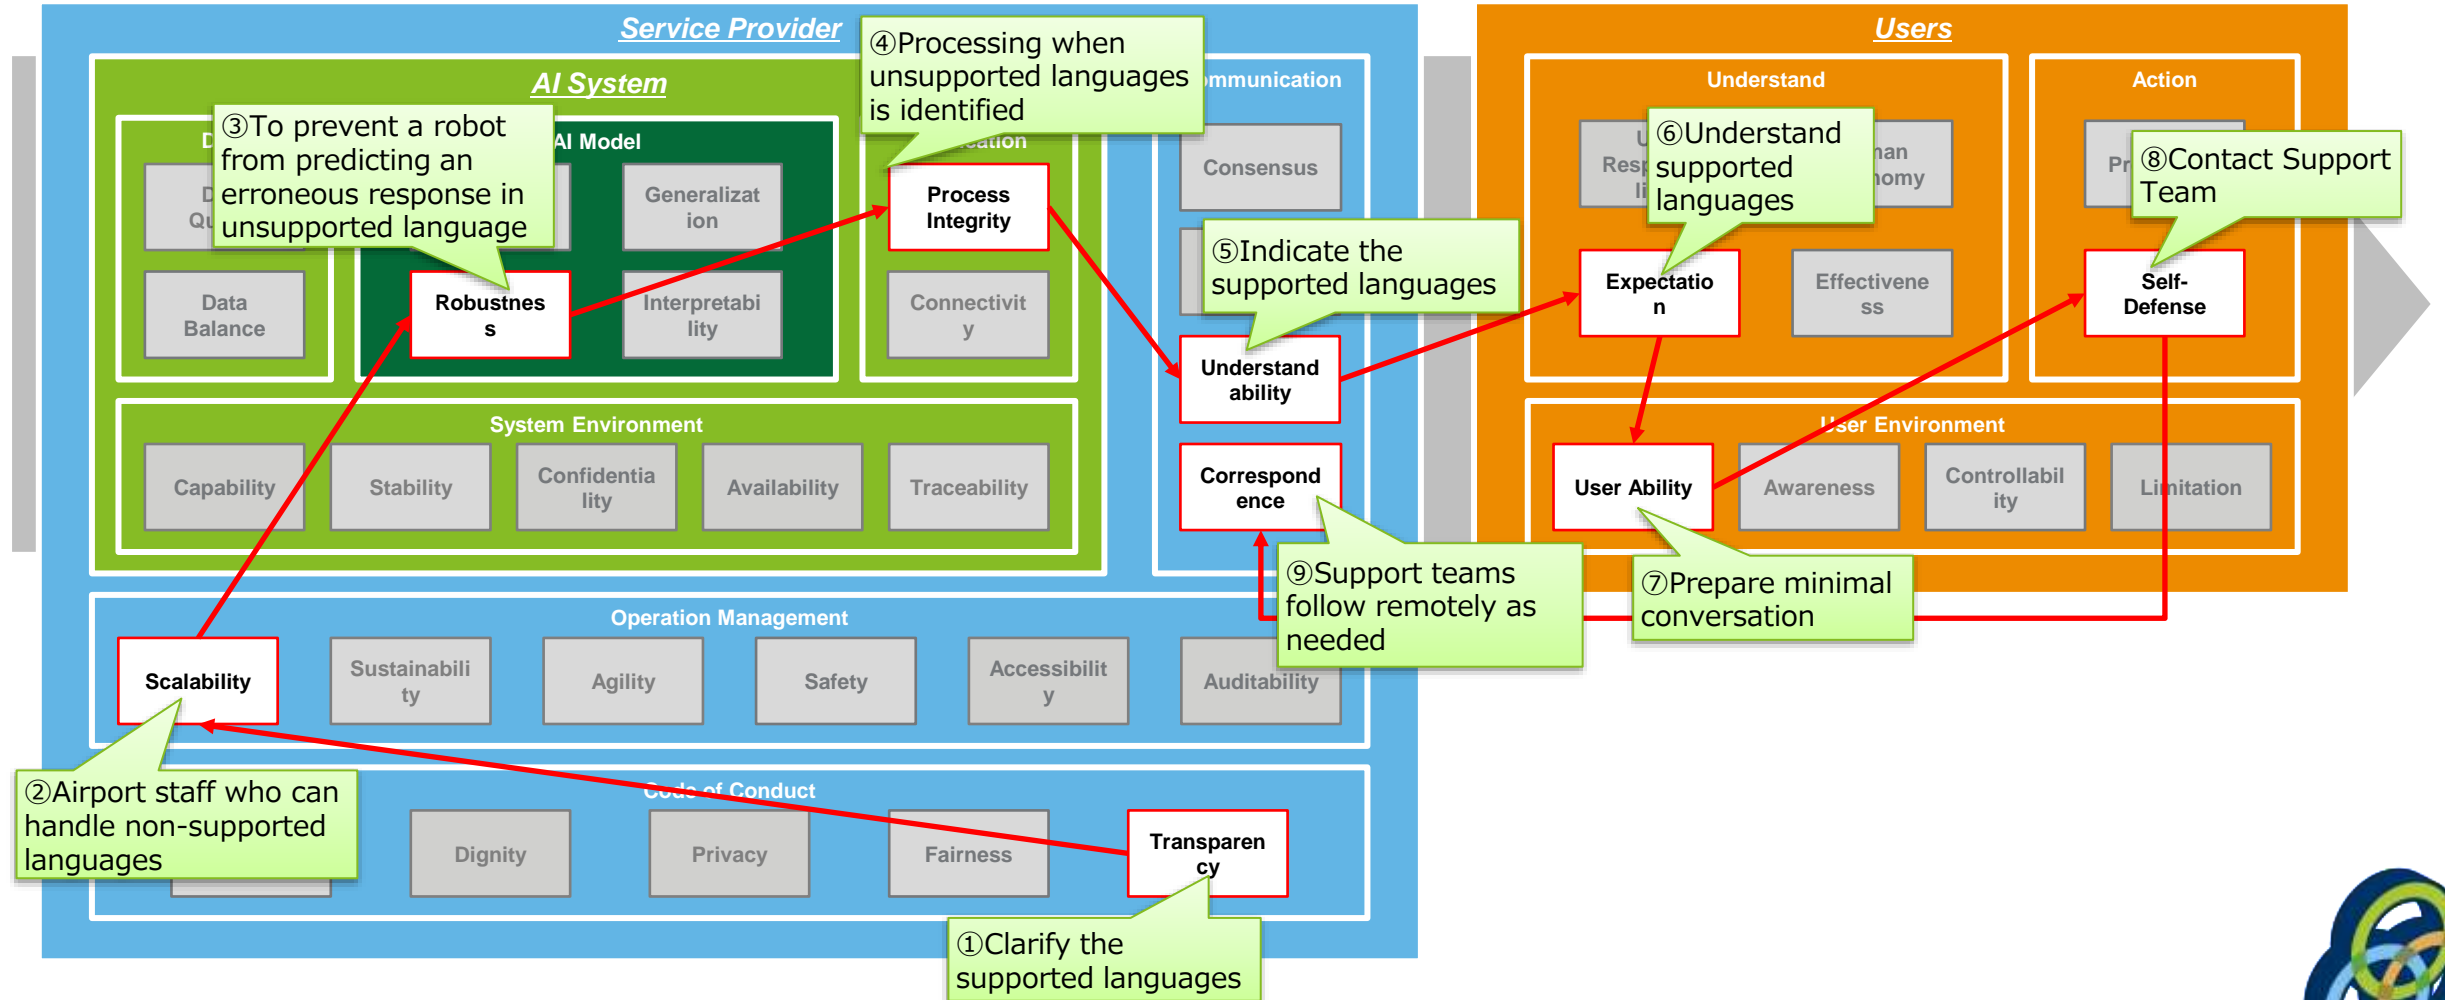 Service Provider
Users
④Processing when
unsupported languages
is identified
AI System
Understand
Action
③To prevent a robot
from predicting an
erroneous response in
unsupported language
AI Model
Consensus
⑥Understand
supported
languages
⑧Contact Support
Team
Generalizat
ion
Process
Integrity
⑤Indicate the
supported languages
Data
Balance
Robustnes
s
Interpretabi
lity
Connectivit
y
Expectatio
n
Effectivene
ss
Self-
Defense
Understand
ability
System Environment
User Environment
Capability
Stability
Confidentia
lity
Availability
Traceability
Correspond
ence
User Ability
Awareness
Controllabil
ity
Limitation
⑨Support teams
follow remotely as
needed
⑦Prepare minimal
conversation
Operation Management
Scalability
Sustainabili
ty
Agility
Safety
Accessibilit
y
Auditability
②Airport staff who can
handle non-supported
languages
Code of Conduct
Dignity
Privacy
Fairness
Transparen
cy
①Clarify the
supported languages